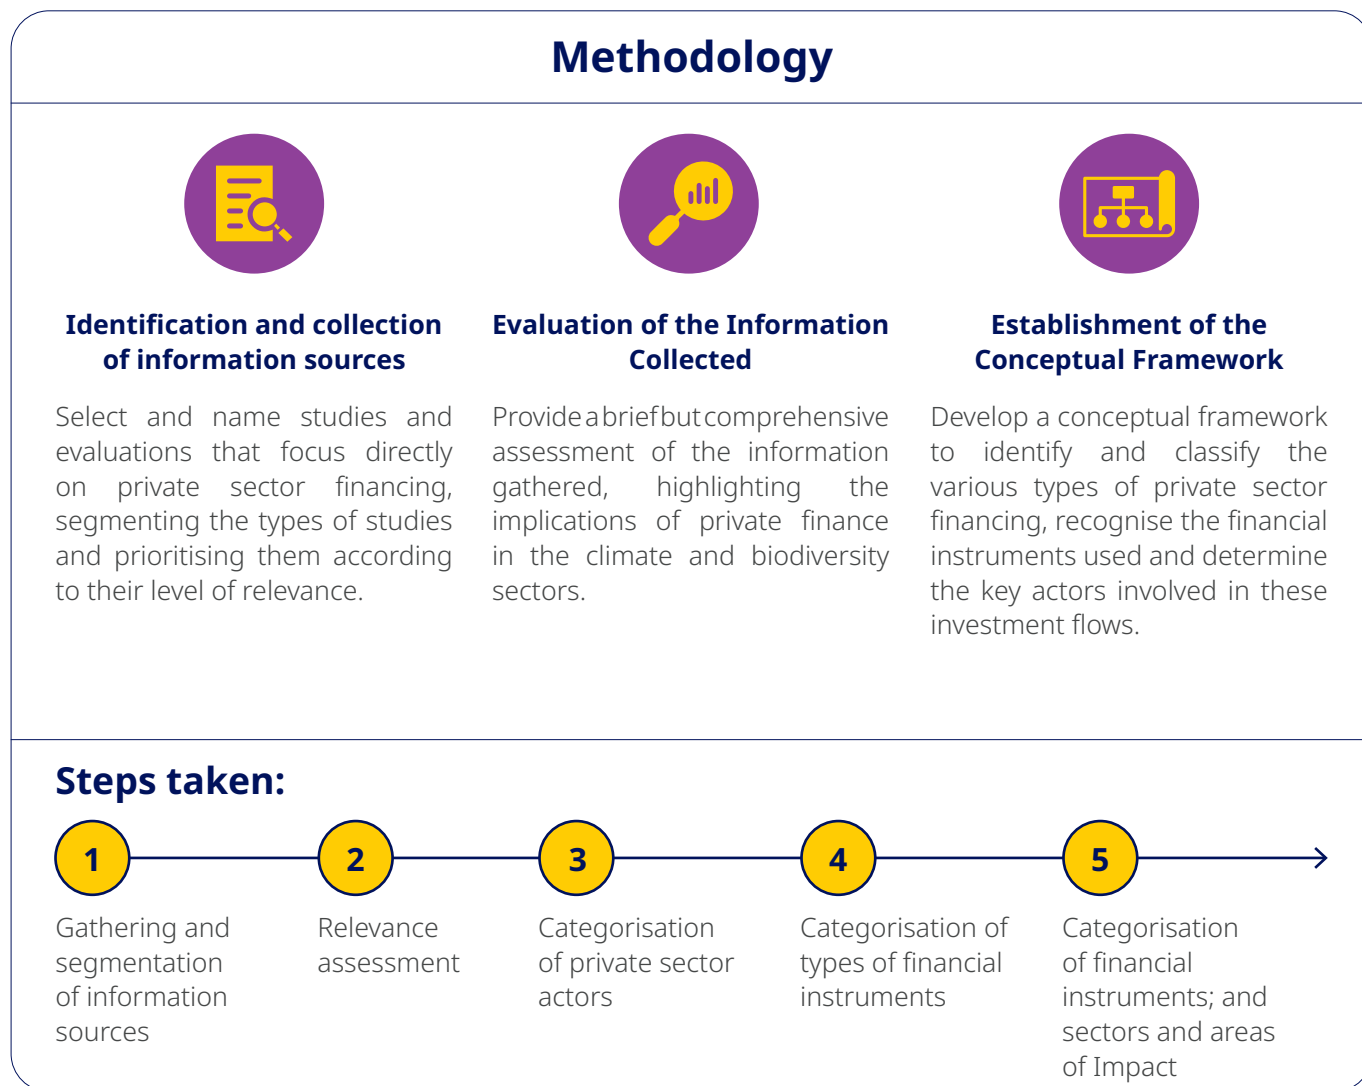 Methodology
Identification and collection
of information sources
Select and name studies and
evaluations that focus directly
on private sector financing,
segmenting the types of studies
and prioritising them according
to their level of relevance.
Evaluation of the Information
Collected
Provide a brief but comprehensive
assessment of the information
gathered, highlighting the
implications of private finance
in the climate and biodiversity
sectors.
Establishment of the
Conceptual Framework
Develop a conceptual framework
to identify and classify the
various types of private sector
financing, recognise the financial
instruments used and determine
the key actors involved in these
investment flows.
Steps taken:
1
Gathering and
segmentation
of information
sources
2
Relevance
assessment
3
Categorisation
of private sector
actors
4
Categorisation of
types of financial
instruments
5
Categorisation
of financial
instruments; and
sectors and areas
of Impact